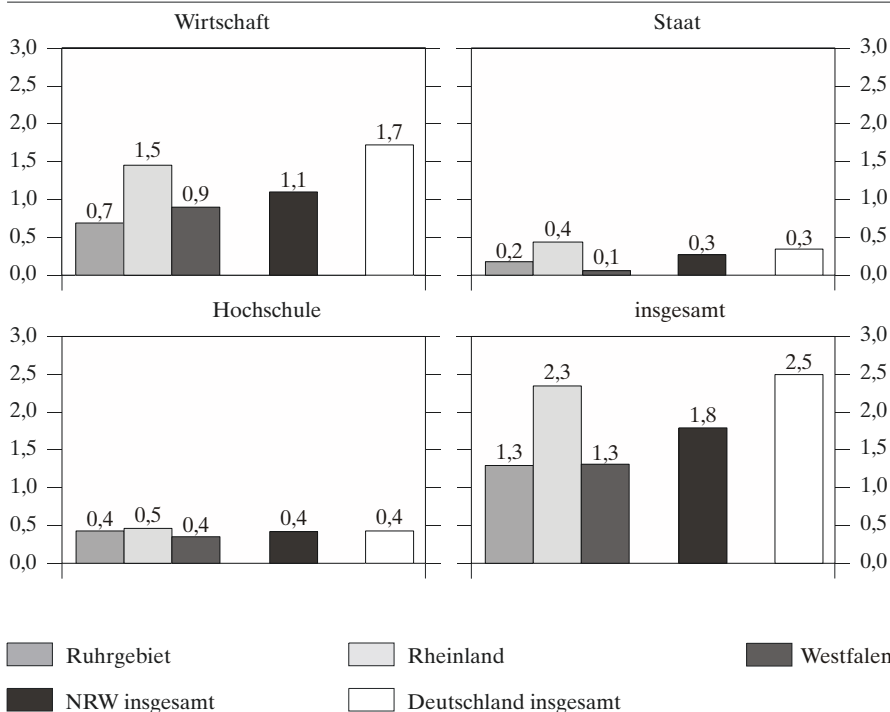 Wirtschaft Staat
3,0 3,0
2,5 2,5
2,0 1,7 2,0
1,5 1,5 1,5
1,0 0,7 0,9 1,1 1,0
0,5 0,2 0,4 0,1 0,3 0,3 0,5
0,0 0,0
Hochschule insgesamt
3,0 3,0
2,5 2,3 2,5 2,5
2,0 1,8 2,0
1,5 1,3 1,3 1,5
1,0 1,0
0,5 0,4 0,5 0,4 0,4 0,4 0,5
0,0 0,0
Ruhrgebiet Rheinland Westfalen
NRW insgesamt Deutschland insgesamt